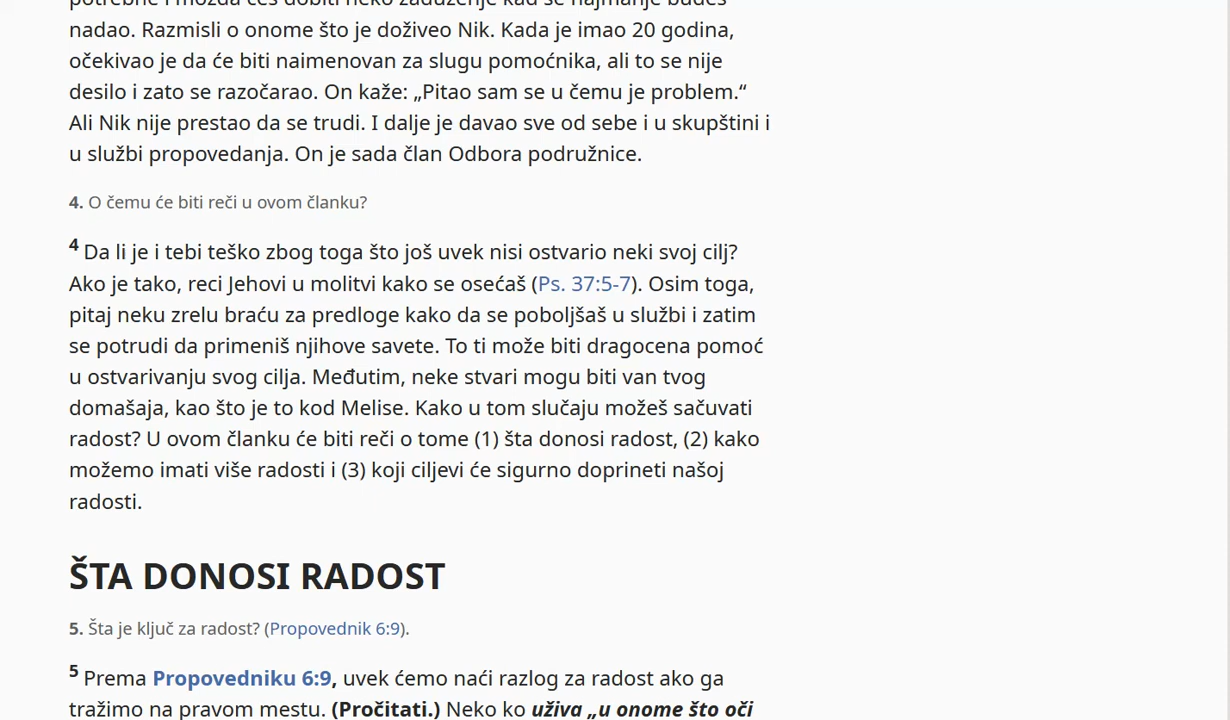 potrebne i možda ćeš dobiti neko zaduženje kad se najmanje budeš
nadao. Razmisli o onome što je doživeo Nik. Kada je imao 20 godina,
očekivao je da će biti naimenovan za slugu pomoćnika, ali to se nije
desilo i zato se razočarao. On kaže: „Pitao sam se u čemu je problem.“
Ali Nik nije prestao da se trudi. I dalje je davao sve od sebe i u skupštini i
u službi propovedanja. On je sada član Odbora podružnice.
4. O čemu će biti reči u ovom članku?
4 Da li je i tebi teško zbog toga što još uvek nisi ostvario neki svoj cilj?
Ako je tako, reci Jehovi u molitvi kako se osećaš (Ps. 37:5-7). Osim toga,
pitaj neku zrelu braću za predloge kako da se poboljšaš u službi i zatim
se potrudi da primeniš njihove savete. To ti može biti dragocena pomoć
u ostvarivanju svog cilja. Međutim, neke stvari mogu biti van tvog
domašaja, kao što je to kod Melise. Kako u tom slučaju možeš sačuvati
radost? U ovom članku će biti reči o tome (1) šta donosi radost, (2) kako
možemo imati više radosti i (3) koji ciljevi će sigurno doprineti našoj
radosti.
ŠTA DONOSI RADOST
5. Šta je ključ za radost? (Propovednik 6:9).
5 Prema Propovedniku 6:9, uvek ćemo naći razlog za radost ako ga
tražimo na pravom mestu. (Pročitati.) Neko ko uživa „u onome što oči